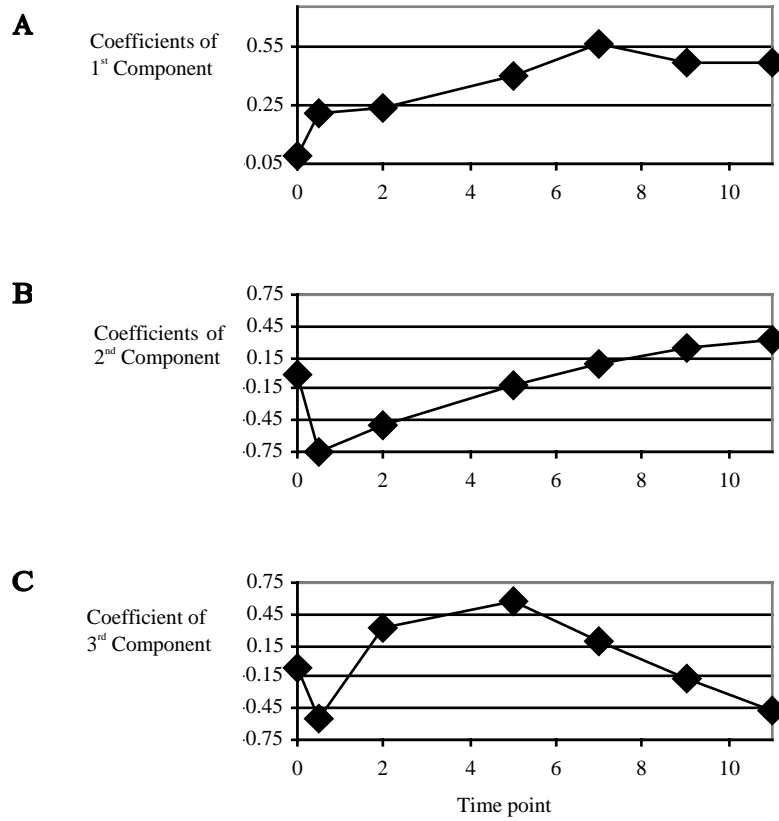 A
Coefficients of
1st Component
0.55
0.25
-0.05
0 2 4 6 8 10
B
Coefficients of
2nd Component
0.75
0.45
0.15
-0.15
-0.45
-0.75
0 2 4 6 8 10
C
Coefficient of
3rd Component
0.75
0.45
0.15
-0.15
-0.45
-0.75
0 2 4 6 8 10
Time point